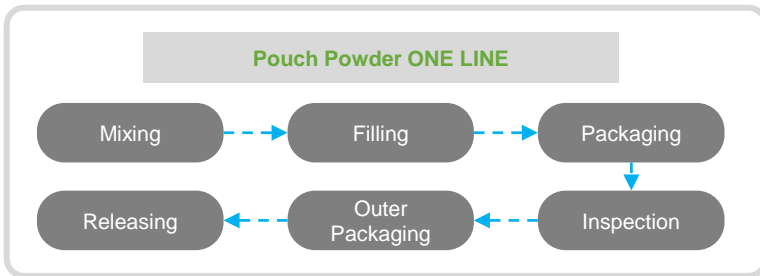 Pouch Powder ONE LINE
Mixing
Filling
Packaging
Releasing
Outer
Packaging
Inspection